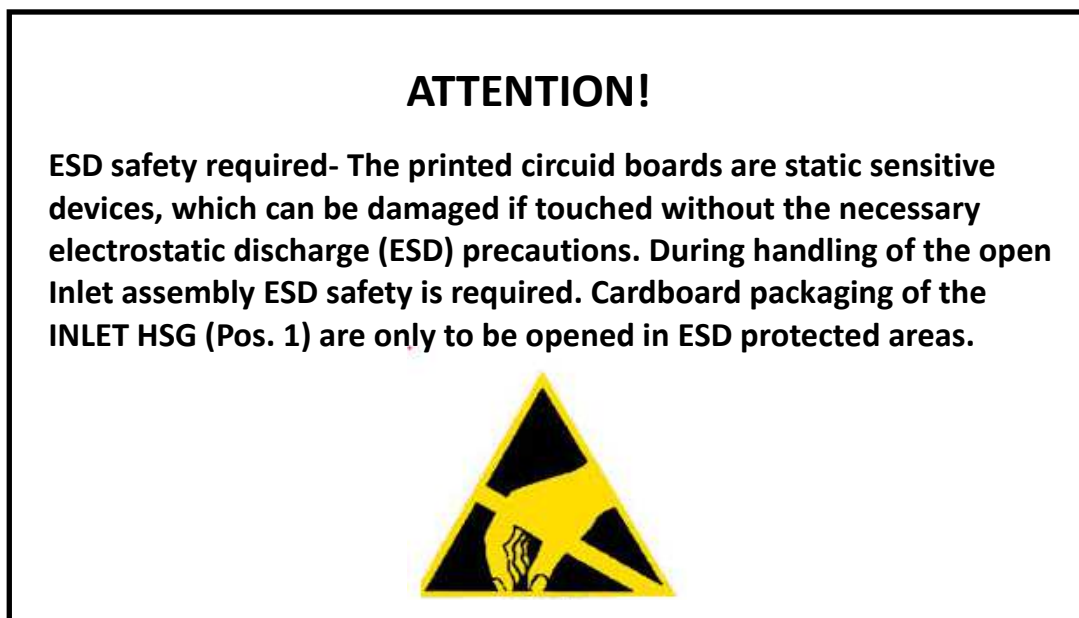 ATTENTION!
ESD safety required- The printed circuid boards are static sensitive
devices, which can be damaged if touched without the necessary
electrostatic discharge (ESD) precautions. During handling of the open
Inlet assembly ESD safety is required. Cardboard packaging of the
INLET HSG (Pos. 1) are only to be opened in ESD protected areas.